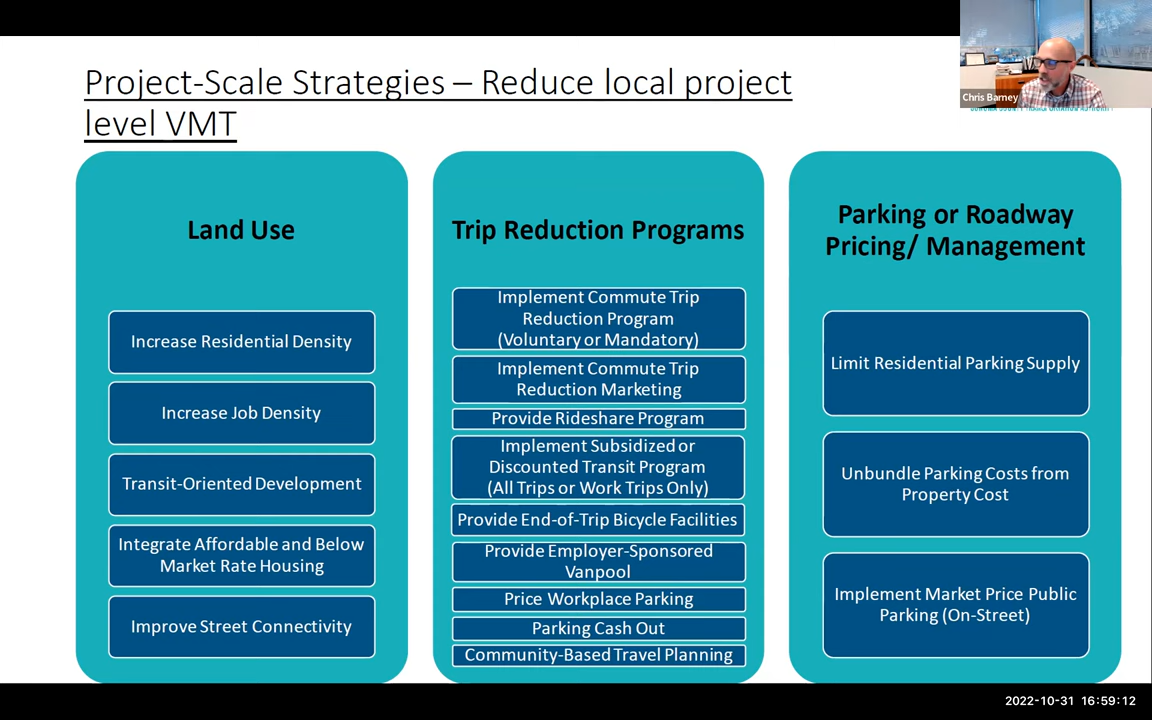 Project-Scale Strategies – Reduce local project
level VMT
Chris Barney
Land Use
Increase Residential Density
Increase Job Density
Transit-Oriented Development
Integrate Affordable and Below
Market Rate Housing
Improve Street Connectivity
Trip Reduction Programs
Implement Commute Trip
Reduction Program
(Voluntary or Mandatory)
Implement Commute Trip
Reduction Marketing
Provide Rideshare Program
Implement Subsidized or
Discounted Transit Program
(All Trips or Work Trips Only)
Provide End-of-Trip Bicycle Facilities
Provide Employer-Sponsored
Vanpool
Price Workplace Parking
Parking Cash Out
Community-Based Travel Planning
Parking or Roadway
Pricing/ Management
Limit Residential Parking Supply
Unbundle Parking Costs from
Property Cost
Implement Market Price Public
Parking (On-Street)
2022-10-31 16:59:12